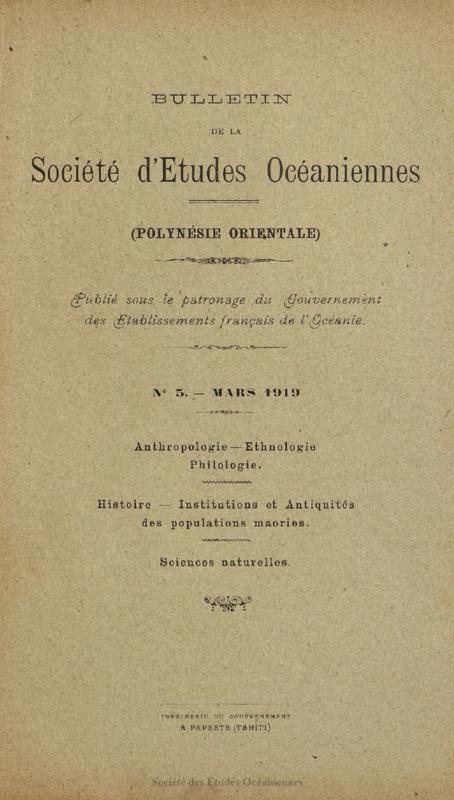 BULLETIN
DE LA
Société d'Etudes Océaniennes
(POLYNÉSIE ORIENTALE)
Publié sous le patronage du Gouvernement
des Etablissements français de l'Océanie.
N° 5. — MARS 1919
Anthropologie — Ethnologie
Philologie.
Histoire — Institutions et Antiquités
des populations maories.
Sciences naturelles.
IMPRIMERIE DU GOUVERNEMENT
A PAPEETE (TAHITI)
Société des Etudes Océaniennes